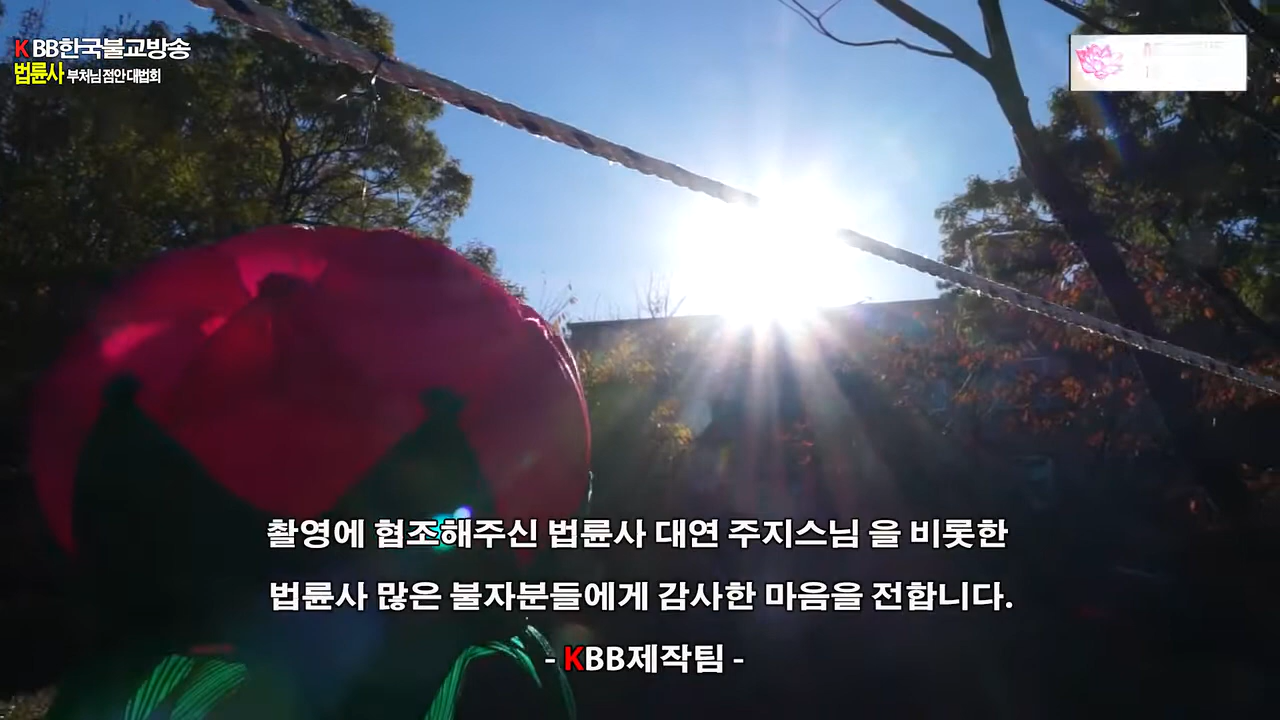 KBB한국불교방송
법륜사 부처님 점안 대법회
촬영에 협조해주신 법륜사 대연 주지스님 을 비롯한
법륜사 많은 불자분들에게 감사한 마음을 전합니다.
- KBB제작팀 -